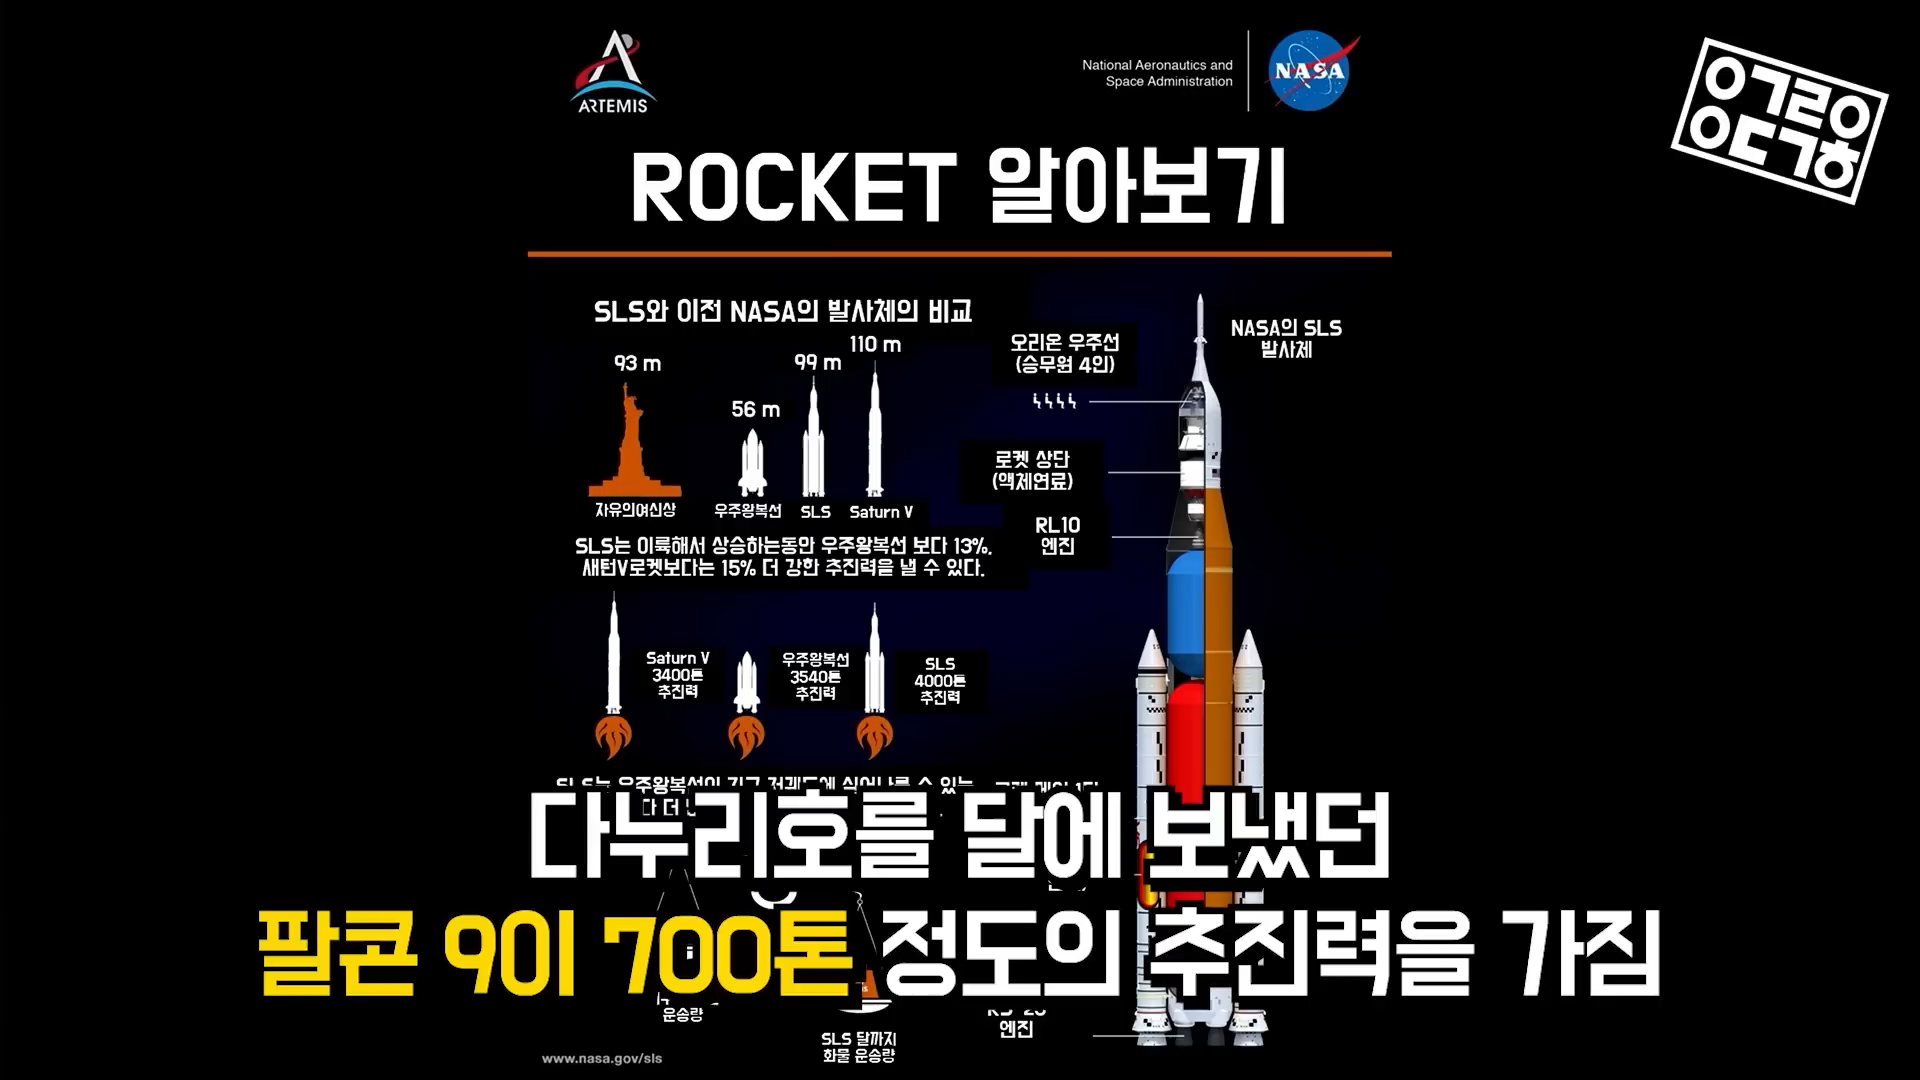 ARTEMIS
National Aeronautics and
Space Administration
NASA
ROCKET 알아보기
SLS와 이전 NASA의 발사체의 비교
93 m
56 m
99 m
110 m
자유의여신상
우주왕복선
SLS
Saturn V
SLS는 이륙해서 상승하는동안 우주왕복선 보다 13%.
새턴V로켓보다는 15% 더 강한 추진력을 낼 수 있다.
Saturn V
3400톤
추진력
우주왕복선
3540톤
추진력
SLS
4000톤
추진력
오리온 우주선
(승무원 4인)
NASA의 SLS
발사체
로켓 상단
(액체연료)
RL10
엔진
다누리호를 달에 보냈던
팔콘 9이 700톤 정도의 추진력을 가짐
운송량
SLS 달까지
화물 운송량
엔진
www.nasa.gov/sls